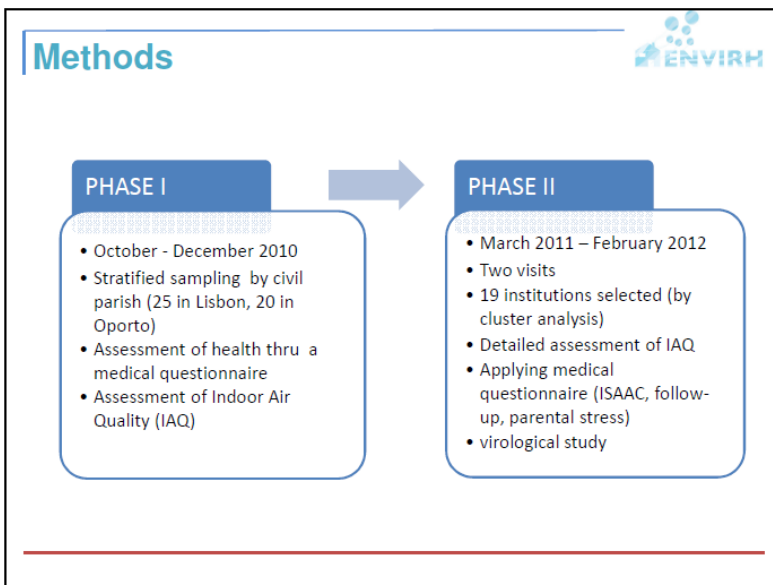 Methods
ENVIRH
PHASE I
• October - December 2010
• Stratified sampling by civil
parish (25 in Lisbon, 20 in
Oporto)
• Assessment of health thru a
medical questionnaire
• Assessment of Indoor Air
Quality (IAQ)
PHASE II
• March 2011 – February 2012
• Two visits
• 19 institutions selected (by
cluster analysis)
• Detailed assessment of IAQ
• Applying medical
questionnaire (ISAAC, follow-
up, parental stress)
• virological study